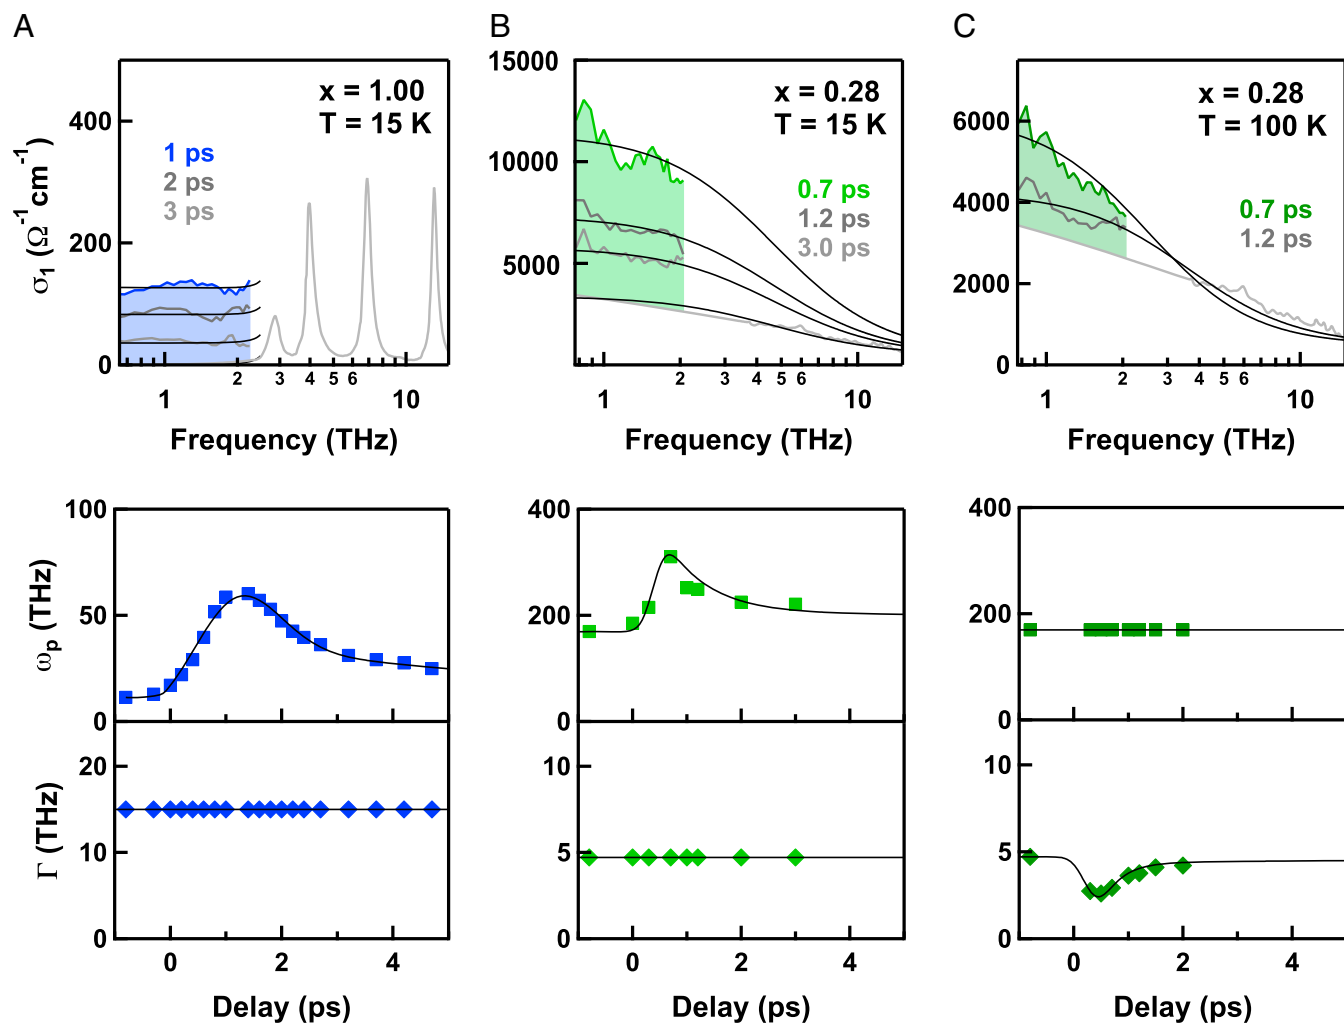 A
B
C
σ1 (Ω-1cm-1)
400
200
0
x = 1.00
T = 15 K
1 ps
2 ps
3 ps
2 3 4 5 6
1 10
Frequency (THz)
15000
10000
5000
0
x = 0.28
T = 15 K
0.7 ps
1.2 ps
3.0 ps
2 3 4 5 6
1 10
Frequency (THz)
6000
4000
2000
0
x = 0.28
T = 100 K
0.7 ps
1.2 ps
2 3 4 5 6
1 10
Frequency (THz)
ωp (THz)
100
50
0
400
200
0
400
200
0
Γ (THz)
20
10
0
0 2 4
Delay (ps)
10
5
0
0 2 4
Delay (ps)
10
5
0
0 2 4
Delay (ps)